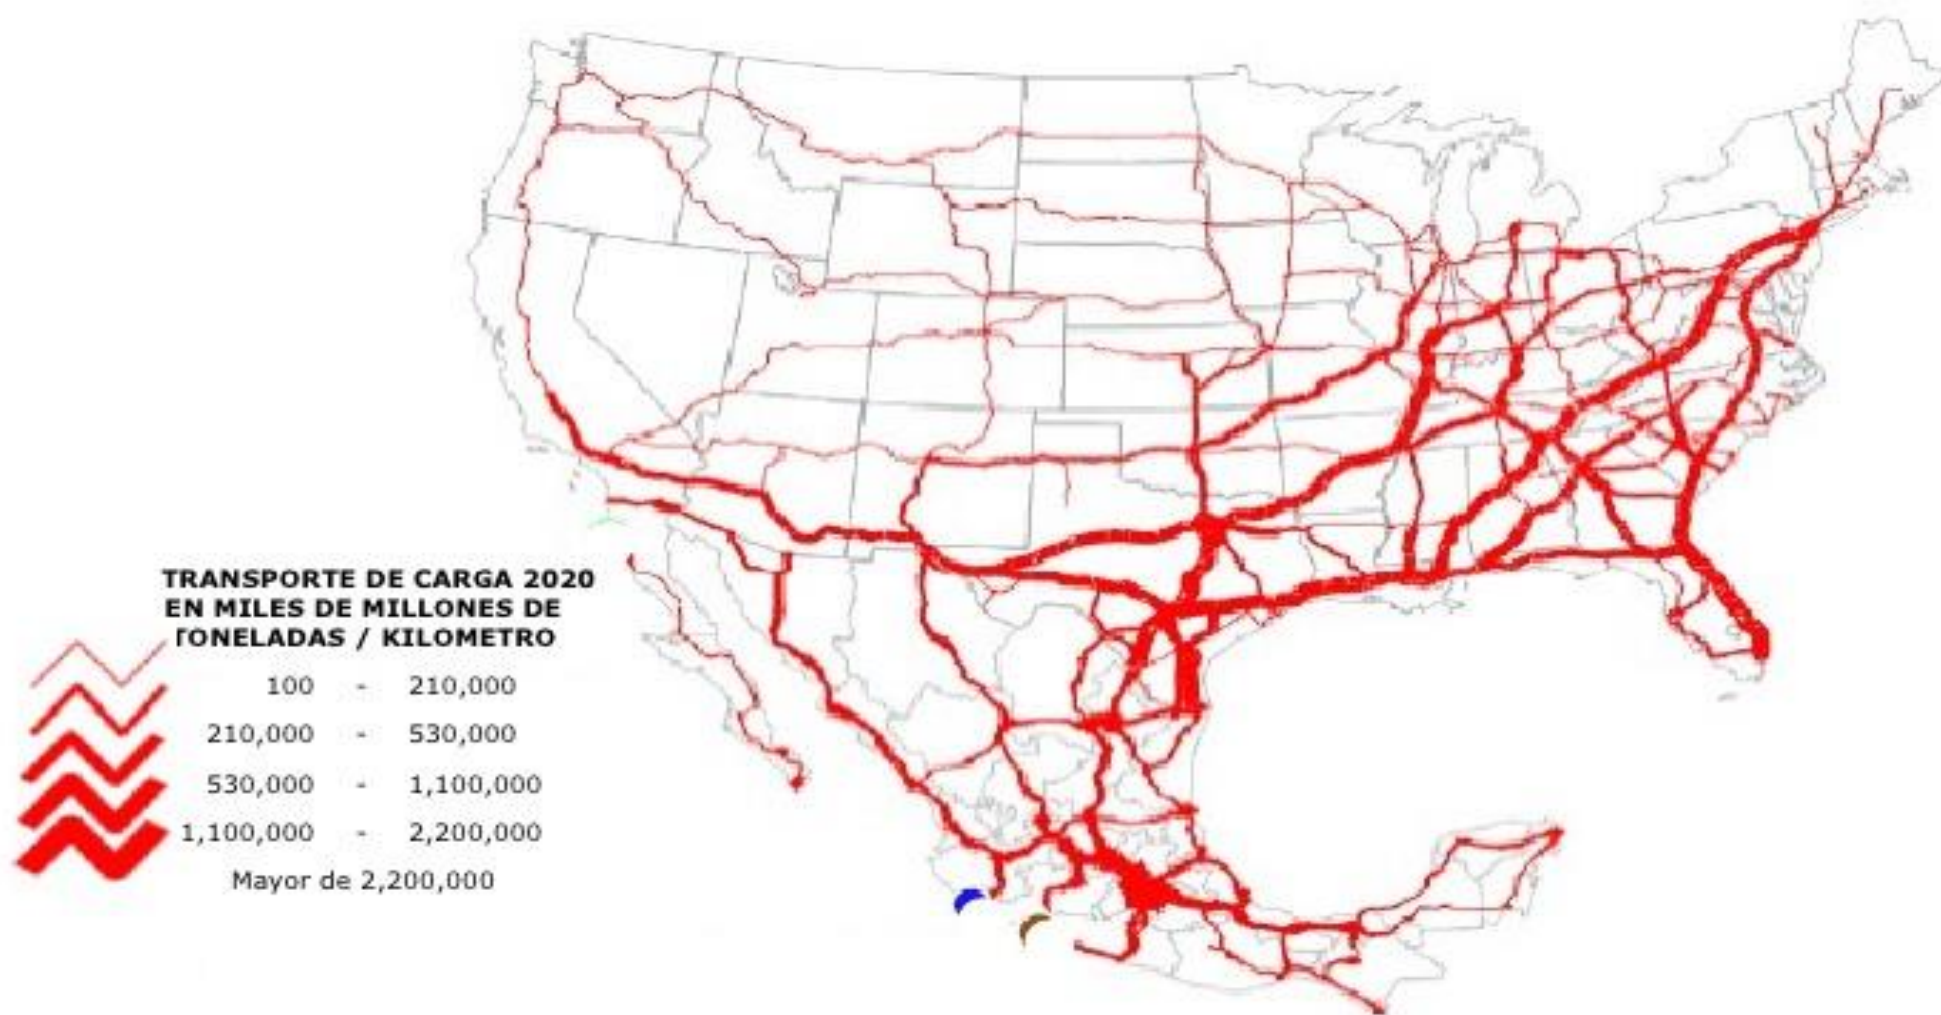 TRANSPORTE DE CARGA 2020
EN MILES DE MILLONES DE
TONELADAS / KILOMETRO
100 - 210,000
210,000 - 530,000
530,000 - 1,100,000
1,100,000 - 2,200,000
Mayor de 2,200,000